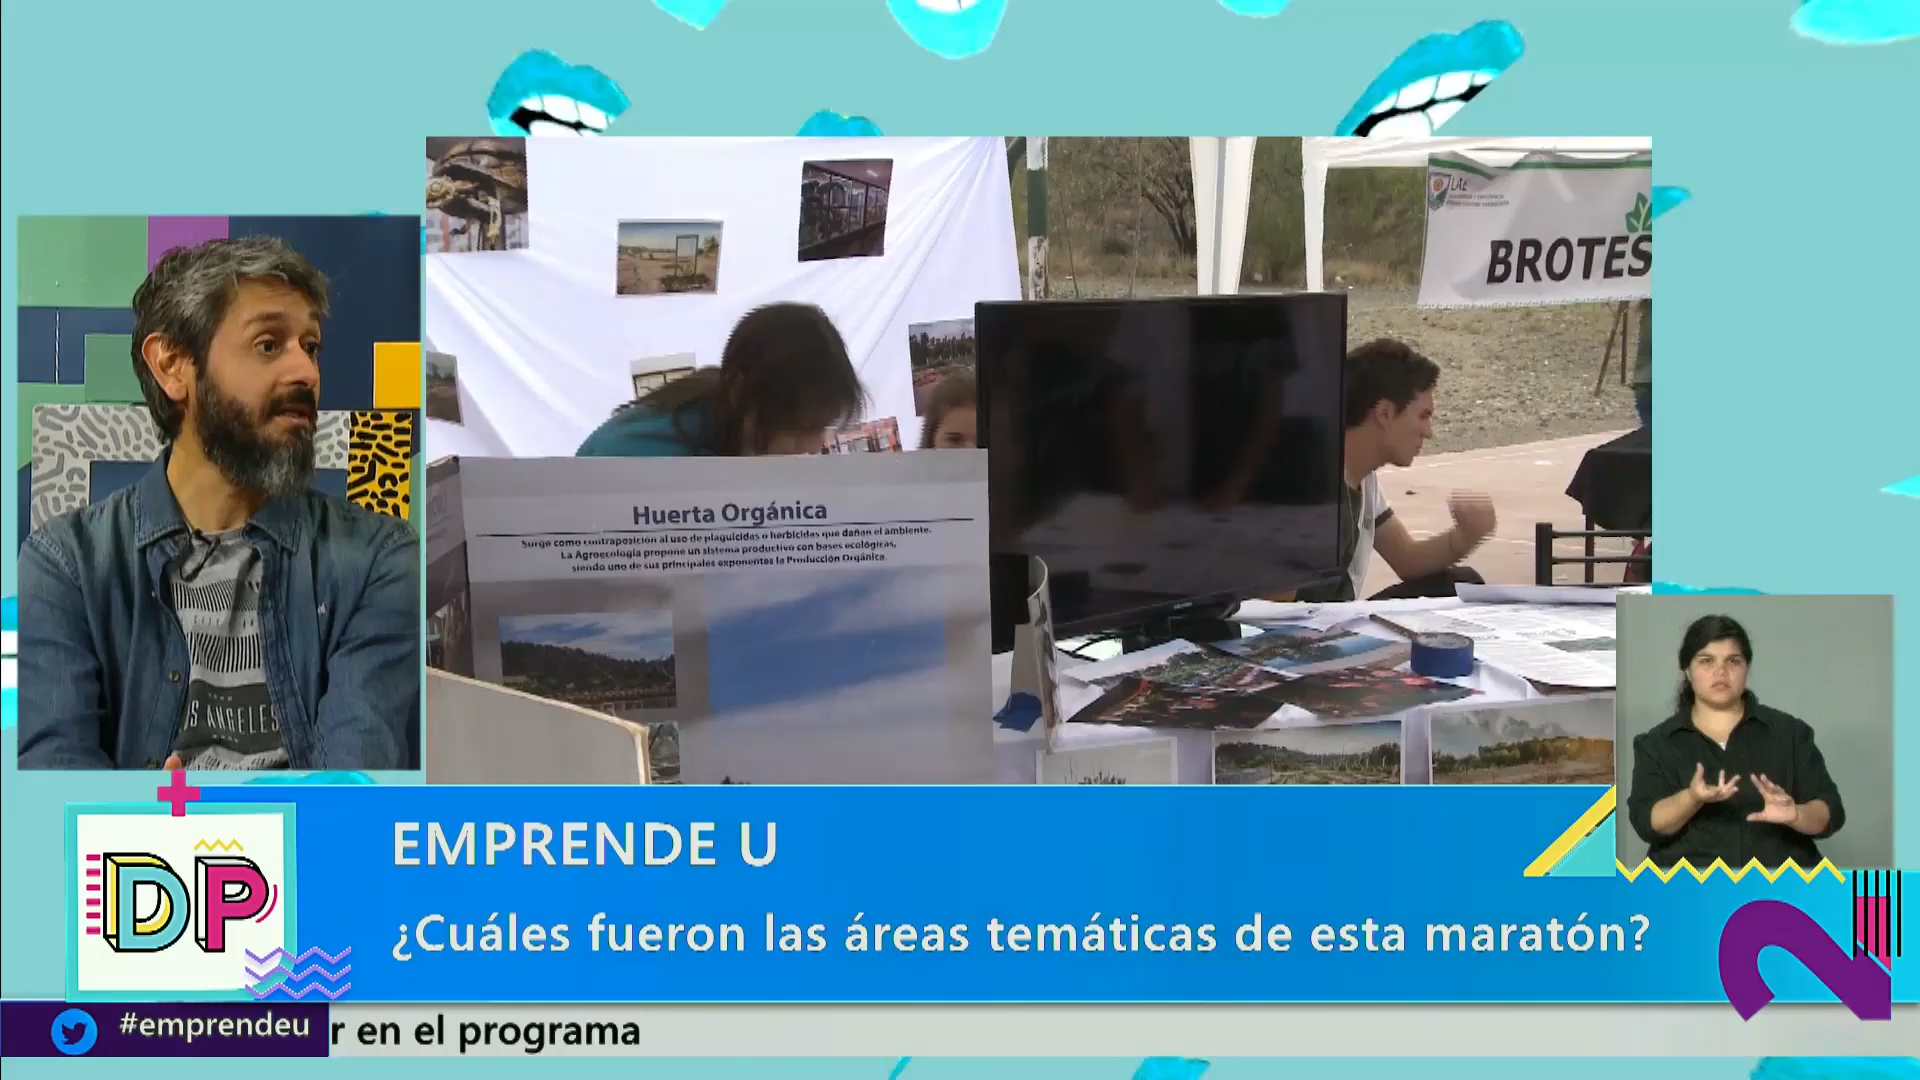 LAE
BROTES
Huerta Orgánica
Surge como contraposición al uso de plaguicidas o herbicidas que dañan el ambiente.
La Agroecología propone un sistema productivo con bases ecológicas,
siendo uno de sus principales exponentes la Producción Orgánica.
S ANGELES
DP
EMPRENDE U
¿Cuáles fueron las áreas temáticas de esta maratón?
#emprendeu
r en el programa